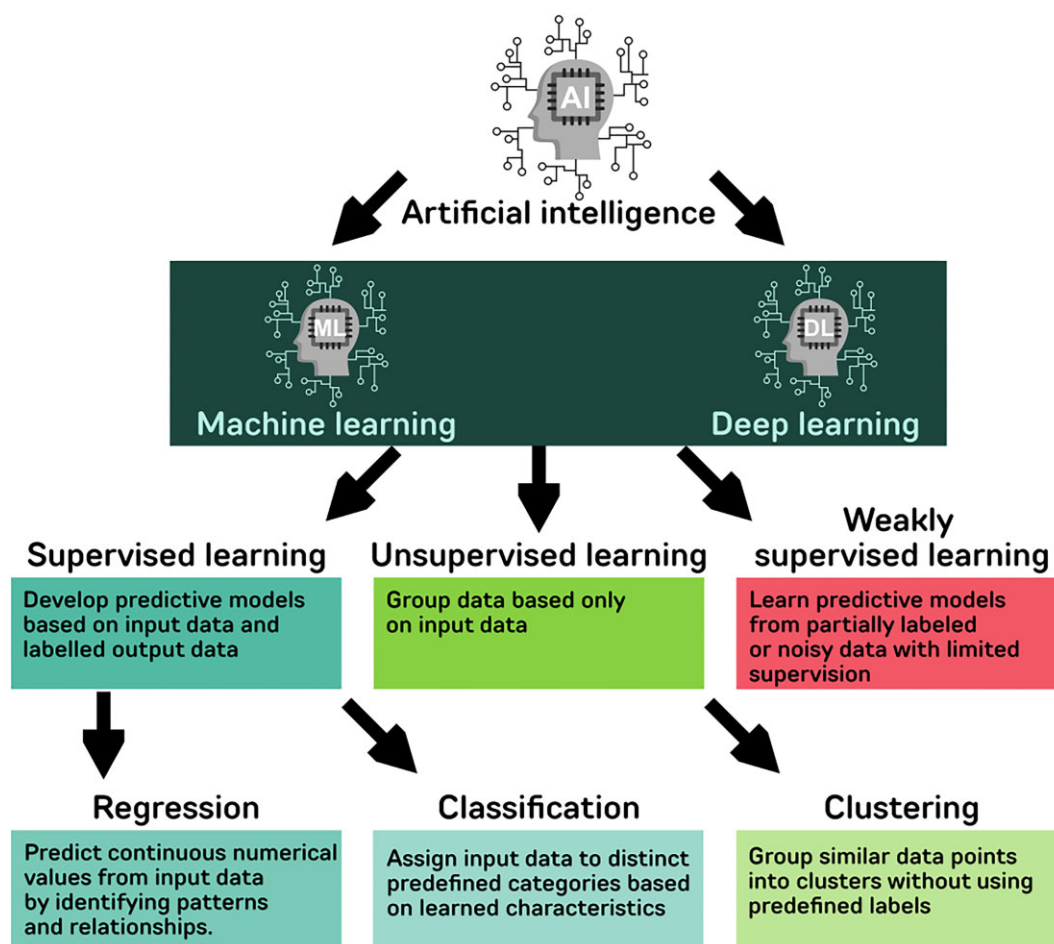 AI
Artificial intelligence
ML
DL
Machine learning
Deep learning
Supervised learning
Develop predictive models
based on input data and
labelled output data
Unsupervised learning
Group data based only
on input data
Weakly
supervised learning
Learn predictive models
from partially labeled
or noisy data with limited
supervision
Regression
Predict continuous numerical
values from input data
by identifying patterns
and relationships.
Classification
Assign input data to distinct
predefined categories based
on learned characteristics
Clustering
Group similar data points
into clusters without using
predefined labels